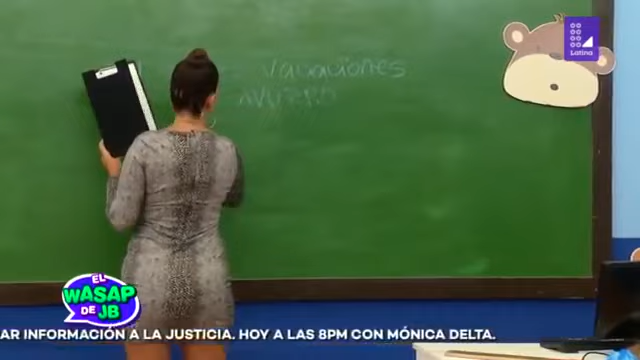 Latina
vacaciones
EL
WASAP
DE JB
AR INFORMACIÓN A LA JUSTICIA. HOY A LAS 8PM CON MÓNICA DELTA.